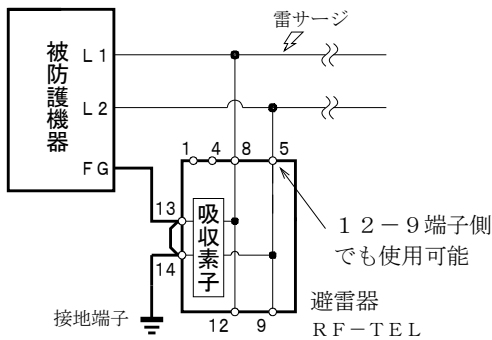 雷サージ
被防護機器
L1
L2
FG
1 4 8 5
13
14
吸収素子
12−9端子側
でも使用可能
避雷器
RF−TEL
接地端子
12 9